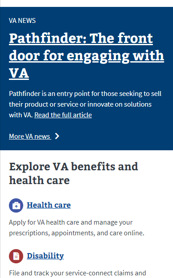 VA NEWS
Pathfinder: The front
door for engaging with
VA
Pathfinder is an entry point for those seeking to sell
their product or service or innovate on solutions
with VA. Read the full article
More VA news
Explore VA benefits and
health care
Health care
Apply for VA health care and manage your
prescriptions, appointments, and care online.
Disability
File and track your service-connect claims and